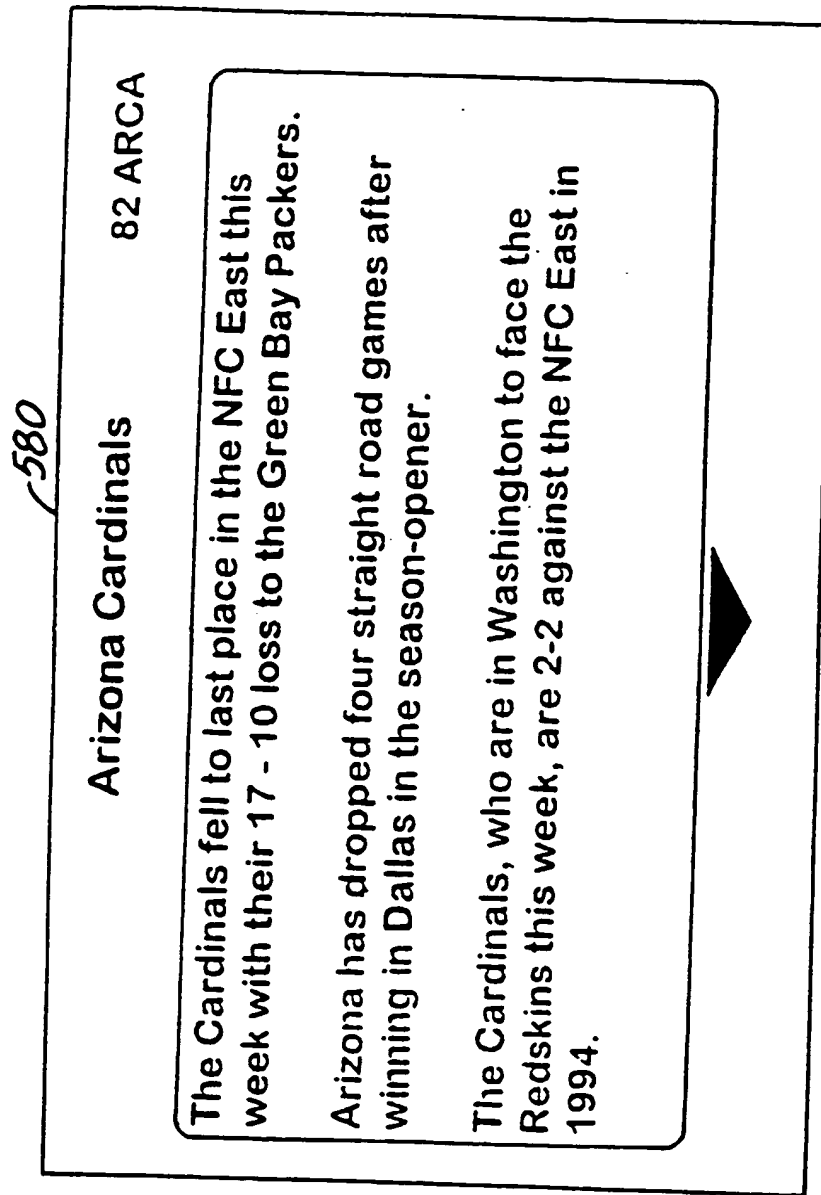 580
Arizona Cardinals 82 ARCA
The Cardinals fell to last place in the NFC East this
week with their 17 - 10 loss to the Green Bay Packers.
Arizona has dropped four straight road games after
winning in Dallas in the season-opener.
The Cardinals, who are in Washington to face the
Redskins this week, are 2-2 against the NFC East in
1994.